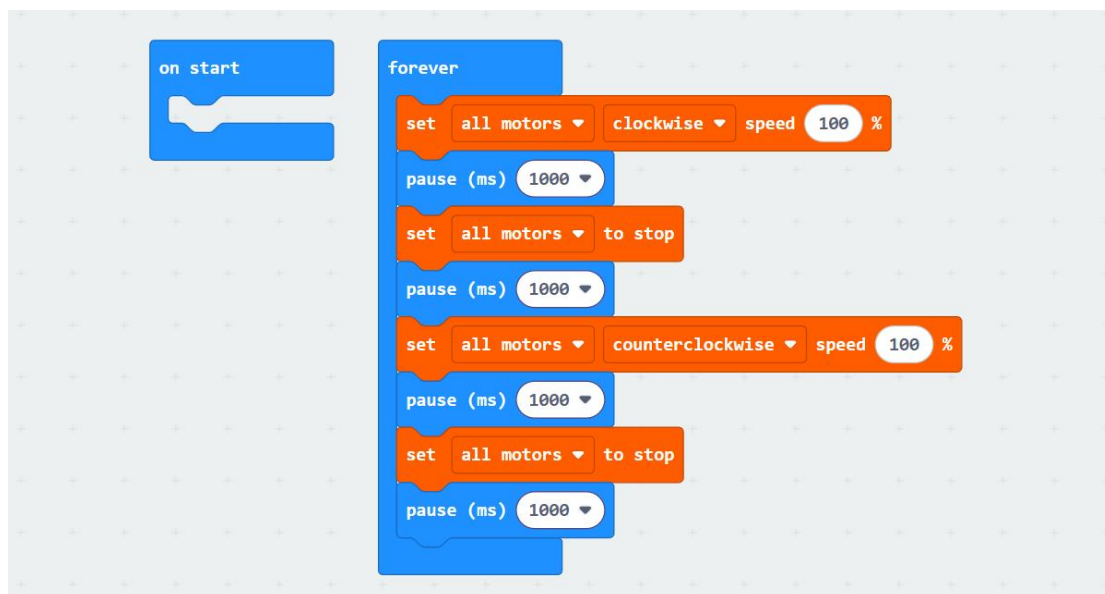 on start
forever
set all motors clockwise speed 100 %
pause (ms) 1000
set all motors to stop
pause (ms) 1000
set all motors counterclockwise speed 100 %
pause (ms) 1000
set all motors to stop
pause (ms) 1000